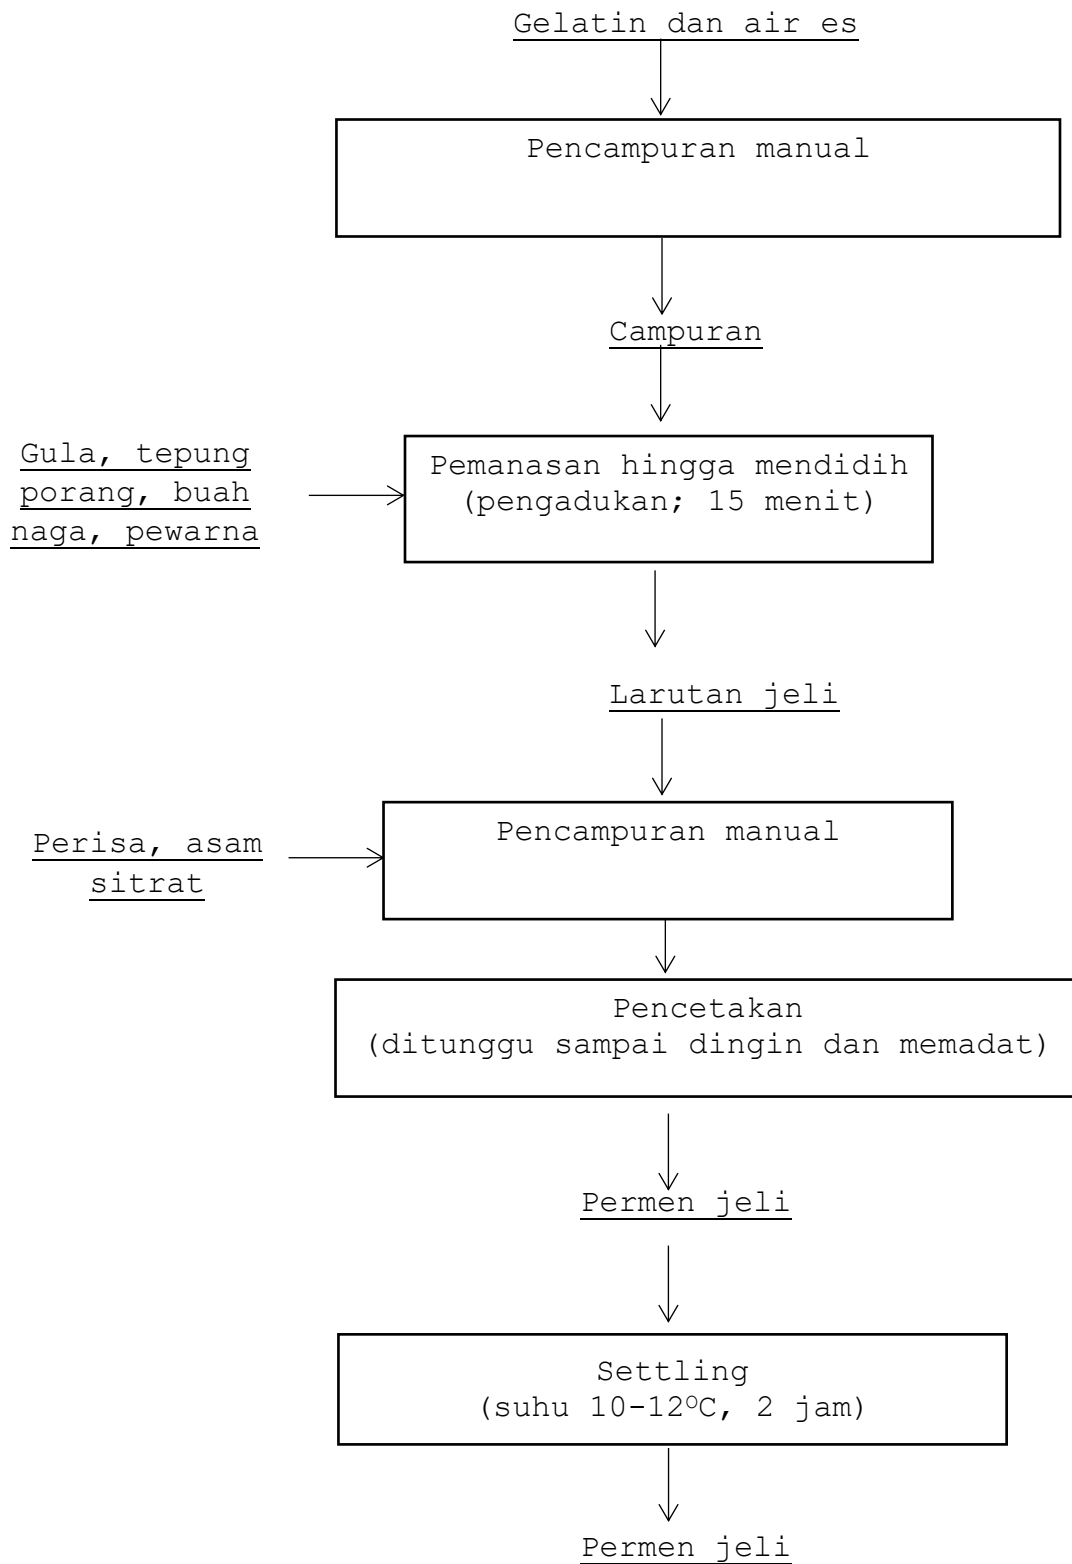 Gelatin dan air es
Pencampuran manual
Campuran
Gula, tepung
porang, buah
naga, pewarna
Pemanasan hingga mendidih
(pengadukan; 15 menit)
Larutan jeli
Perisa, asam
sitrat
Pencampuran manual
Pencetakan
(ditunggu sampai dingin dan memadat)
Permen jeli
Settling
(suhu 10-12⁰C, 2 jam)
Permen jeli